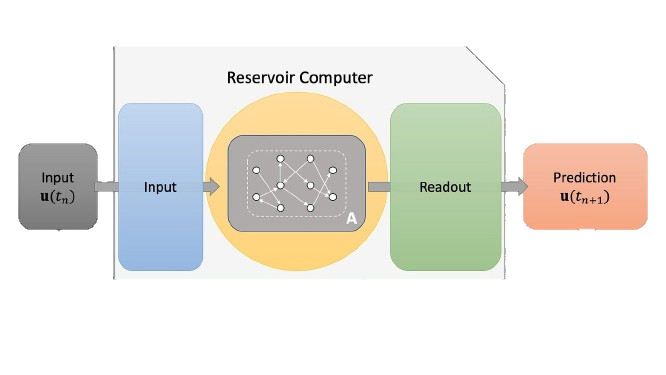 Reservoir Computer
Input
𝐮(𝑡ₙ)
Input
A
Readout
Prediction
𝐮(𝑡ₙ₊₁)